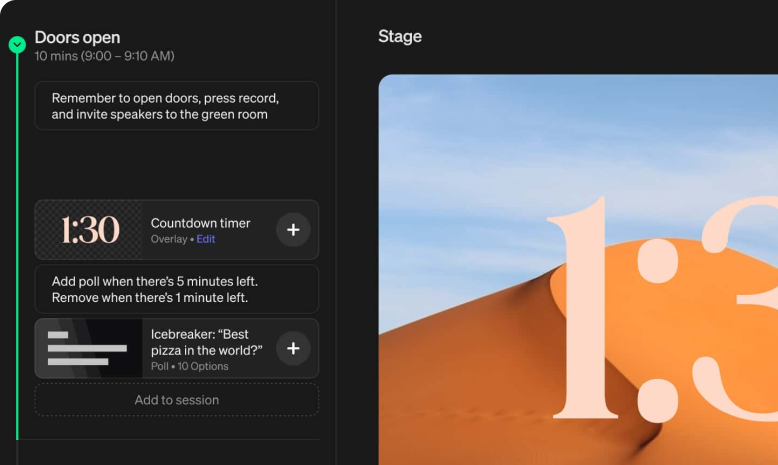 Doors open
10 mins (9:00 – 9:10 AM)
Remember to open doors, press record,
and invite speakers to the green room
1:30
Countdown timer
Overlay • Edit
Add poll when there's 5 minutes left.
Remove when there's 1 minute left.
Icebreaker: “Best
pizza in the world?”
Poll • 10 Options
Add to session
Stage
1:3